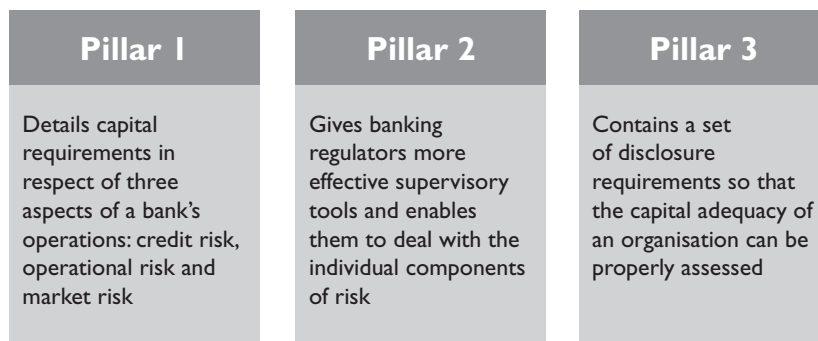 Pillar 1
Details capital
requirements in
respect of three
aspects of a bank's
operations: credit risk,
operational risk and
market risk
Pillar 2
Gives banking
regulators more
effective supervisory
tools and enables
them to deal with the
individual components
of risk
Pillar 3
Contains a set
of disclosure
requirements so that
the capital adequacy of
an organisation can be
properly assessed